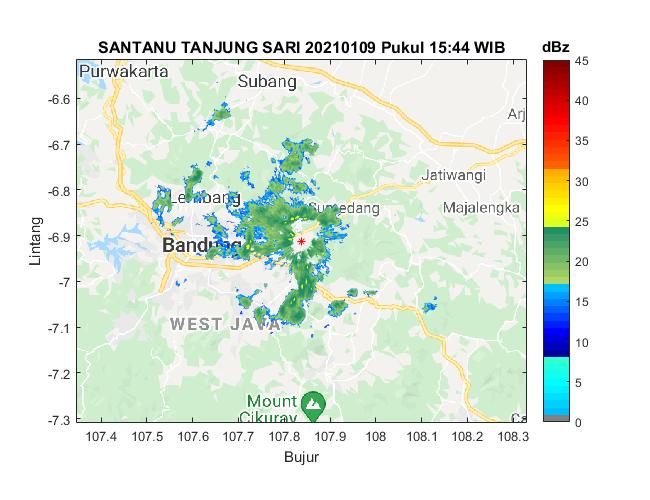 SANTANU TANJUNG SARI 20210109 Pukul 15:44 WIB
dBz
Purwakarta
Subang
Arj
Jatiwangi
Lembang
Sumedang
Majalengka
Bandung
WEST JAVA
Mount
Cikuray
-6.6
-6.7
-6.8
-6.9
-7
-7.1
-7.2
-7.3
Lintang
107.4 107.5 107.6 107.7 107.8 107.9 108 108.1 108.2 108.3
Bujur
45
40
35
30
25
20
15
10
5
0